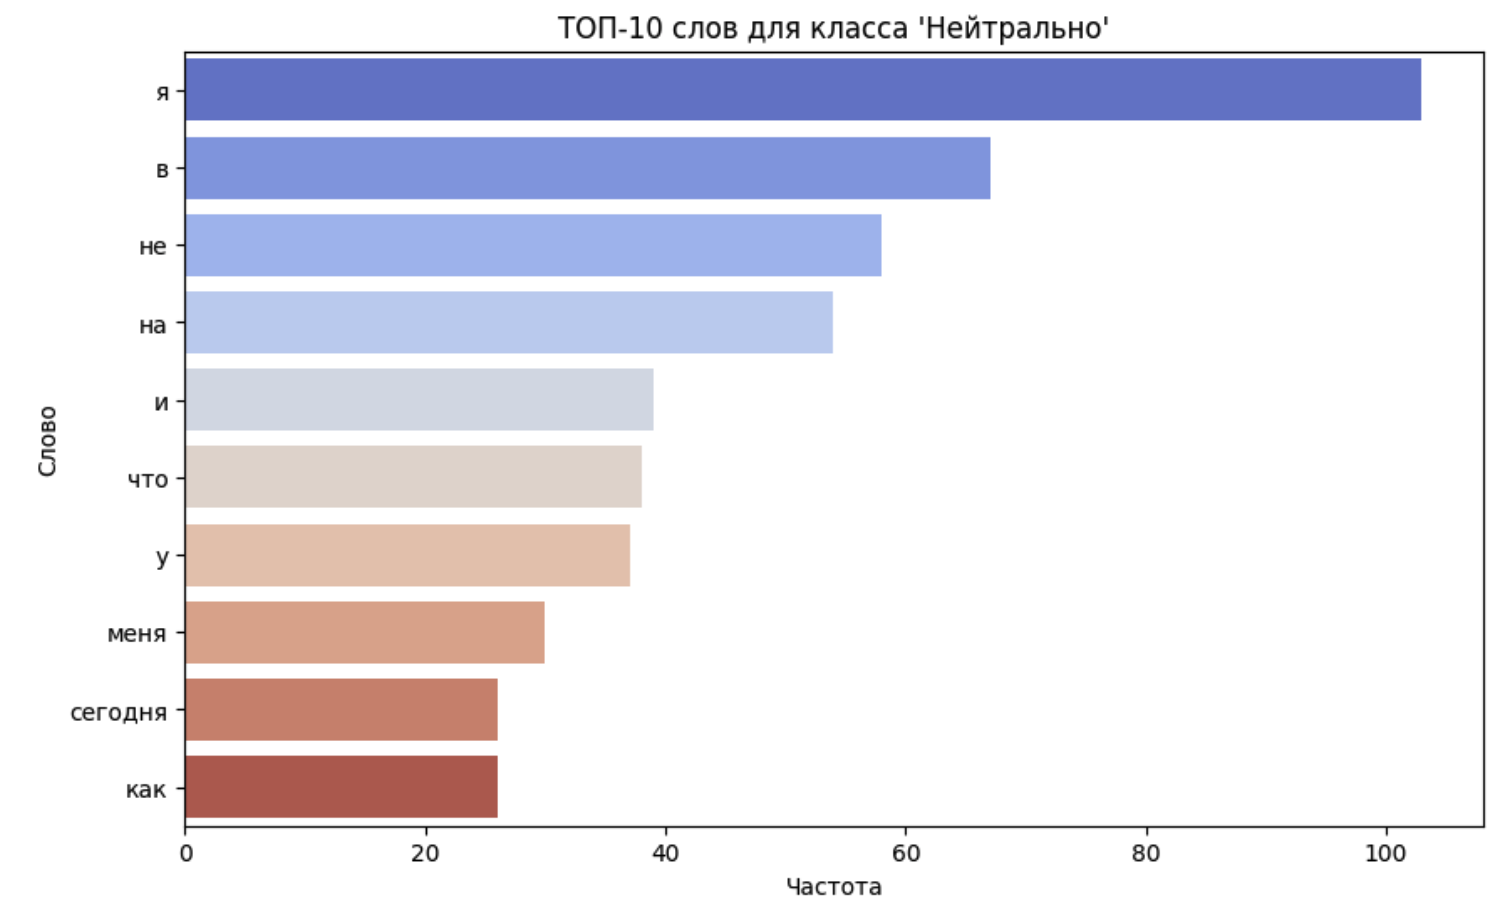 ТОП-10 слов для класса 'Нейтрально'
я
в
не
на
и
что
у
меня
сегодня
как
Слово
0 20 40 60 80 100
Частота